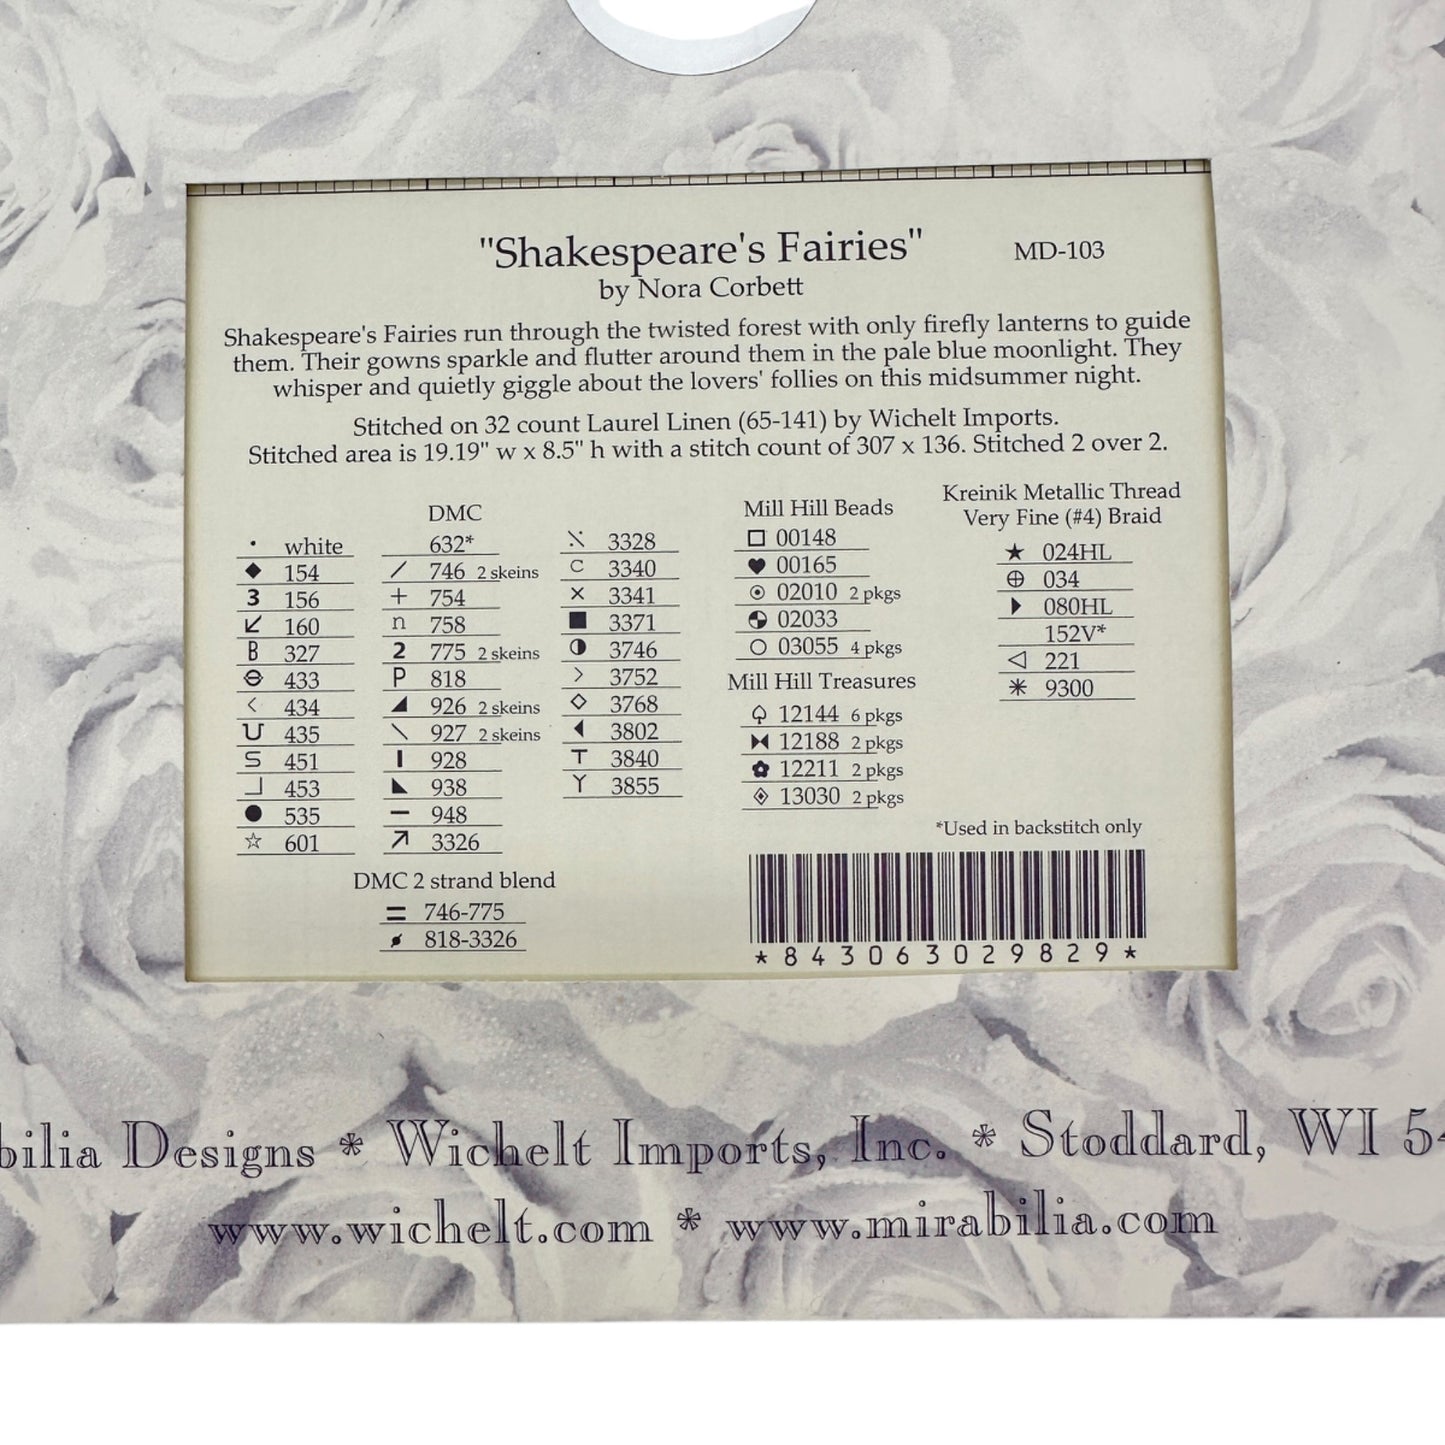 "Shakespeare's Fairies" MD-103
by Nora Corbett
Shakespeare's Fairies run through the twisted forest with only firefly lanterns to guide
them. Their gowns sparkle and flutter around them in the pale blue moonlight. They
whisper and quietly giggle about the lovers' follies on this midsummer night.
Stitched on 32 count Laurel Linen (65-141) by Wichelt Imports.
Stitched area is 19.19" w x 8.5" h with a stitch count of 307 x 136. Stitched 2 over 2.
DMC
white
154
156
160
327
433
434
435
451
453
535
601
632*
746 2 skeins
754
758
775 2 skeins
818
926 2 skeins
927 2 skeins
928
938
948
3326
3328
3340
3341
3371
3746
3752
3768
3802
3840
3855
DMC 2 strand blend
746-775
818-3326
Mill Hill Beads
00148
00165
02010 2 pkgs
02033
03055 4 pkgs
Mill Hill Treasures
12144 6 pkgs
12188 2 pkgs
12211 2 pkgs
13030 2 pkgs
Kreinik Metallic Thread
Very Fine (#4) Braid
024HL
034
080HL
152V*
221
9300
*Used in backstitch only
*843063029829*
bilia Designs * Wichelt Imports, Inc. * Stoddard, WI 54
www.wichelt.com * www.mirabilia.com